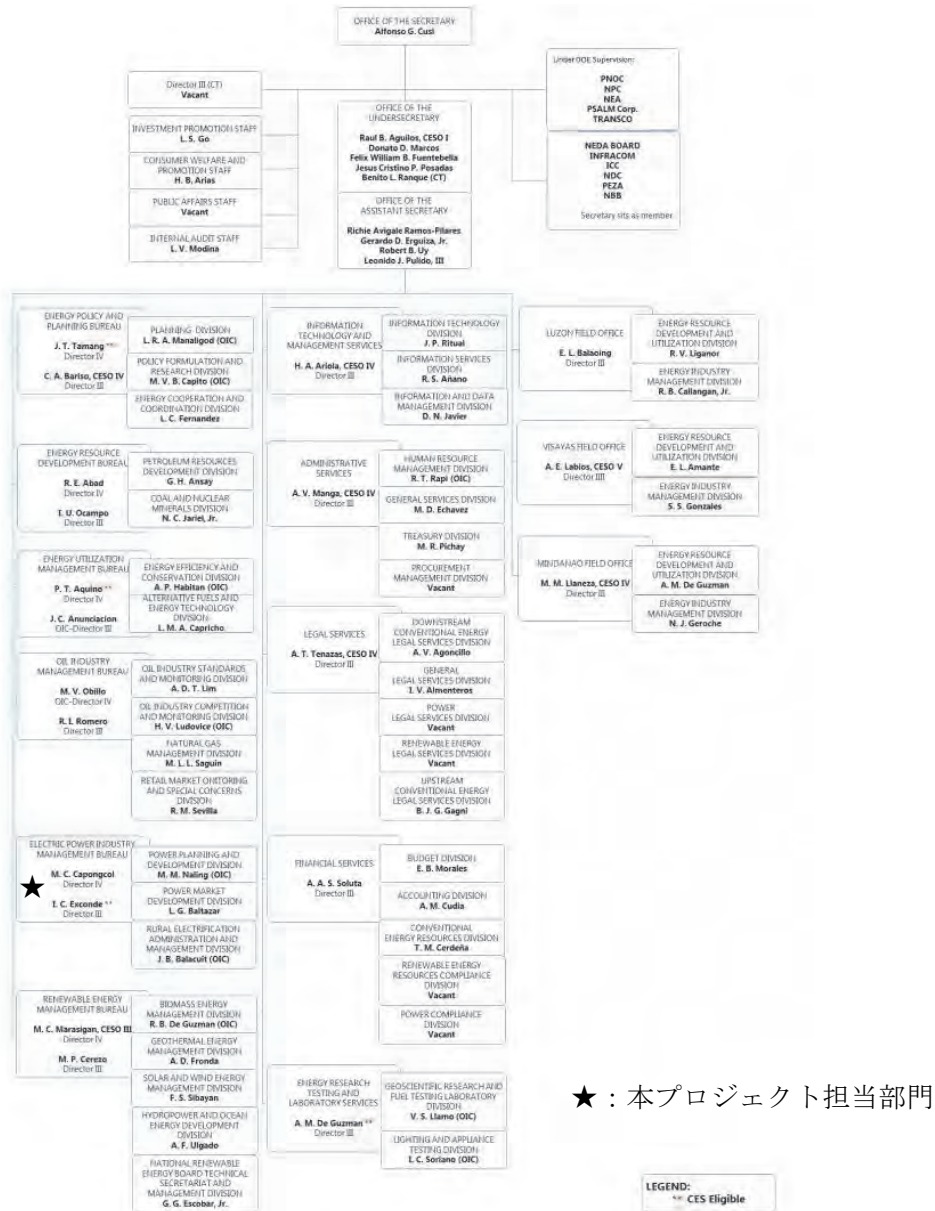 OFFICE OF THE SECRETARY
Alfonso G. Cusi
Under DOE Supervision:
PNOC
NPC
NEA
PSALM Corp.
TRANSCO
NEDA BOARD
INFRACOM
ICC
NDC
PEZA
NBB
Secretary sits as member
Director III (CT)
Vacant
INVESTMENT PROMOTION STAFF
L. S. Go
CONSUMER WELFARE AND
PROMOTION STAFF
H. B. Arias
PUBLIC AFFAIRS STAFF
Vacant
INTERNAL AUDIT STAFF
L. V. Modina
OFFICE OF THE
UNDERSECRETARY
Raul B. Aguilos, CESO I
Donato D. Marcos
Felix William B. Fuentebella
Jesus Cristino P. Posadas
Benito L. Ranque (CT)
OFFICE OF THE
ASSISTANT SECRETARY
Richie Avigale Ramos-Pilares
Gerardo D. Erguiza, Jr.
Robert B. Uy
Leonido J. Pulido, III
ENERGY POLICY AND
PLANNING BUREAU
J. T. Tamang **
Director IV
C. A. Bariso, CESO IV
Director III
PLANNING DIVISION
L. R. A. Manaligod (OIC)
POLICY FORMULATION AND
RESEARCH DIVISION
M. V. B. Capito (OIC)
ENERGY COOPERATION AND
COORDINATION DIVISION
L. C. Fernandez
ENERGY RESOURCE
DEVELOPMENT BUREAU
R. E. Abad
Director IV
I. U. Ocampo
Director III
PETROLEUM RESOURCES
DEVELOPMENT DIVISION
G. H. Ansay
COAL AND NUCLEAR
MINERALS DIVISION
N. C. Jariel, Jr.
ENERGY UTILIZATION
MANAGEMENT BUREAU
P. T. Aquino **
Director IV
J. C. Anunciacion
OIC-Director III
ENERGY EFFICIENCY AND
CONSERVATION DIVISION
A. P. Habitan (OIC)
ALTERNATIVE FUELS AND
ENERGY TECHNOLOGY
DIVISION
L. M. A. Capricho
OIL INDUSTRY
MANAGEMENT BUREAU
M. V. Obillo
OIC-Director IV
R. I. Romero
Director III
OIL INDUSTRY STANDARDS
AND MONITORING DIVISION
A. D. T. Lim
OIL INDUSTRY COMPETITION
AND MONITORING DIVISION
H. V. Ludovice (OIC)
NATURAL GAS
MANAGEMENT DIVISION
M. L. L. Saguin
RETAIL MARKET ONITORING
AND SPECIAL CONCERNS
DIVISION
R. M. Sevilla
ELECTRIC POWER INDUSTRY
MANAGEMENT BUREAU
M. C. Capongcol
Director IV
★
I. C. Exconde **
Director III
POWER PLANNING AND
DEVELOPMENT DIVISION
M. M. Naling (OIC)
POWER MARKET
DEVELOPMENT DIVISION
L. G. Baltazar
RURAL ELECTRIFICATION
ADMINISTRATION AND
MANAGEMENT DIVISION
J. B. Balacuit (OIC)
RENEWABLE ENERGY
MANAGEMENT BUREAU
M. C. Marasigan, CESO III
Director IV
M. P. Cerezo
Director III
BIOMASS ENERGY
MANAGEMENT DIVISION
R. B. De Guzman (OIC)
GEOTHERMAL ENERGY
MANAGEMENT DIVISION
A. D. Fronda
SOLAR AND WIND ENERGY
MANAGEMENT DIVISION
F. S. Sibayan
HYDROPOWER AND OCEAN
ENERGY DEVELOPMENT
DIVISION
A. F. Ulgado
NATIONAL RENEWABLE
ENERGY BOARD TECHNICAL
SECRETARIAT AND
MANAGEMENT DIVISION
G. G. Escobar, Jr.
INFORMATION
TECHNOLOGY AND
MANAGEMENT SERVICES
H. A. Ariola, CESO IV
Director III
INFORMATION TECHNOLOGY
DIVISION
J. P. Ritual
INFORMATION SERVICES
DIVISION
R. S. Añano
INFORMATION AND DATA
MANAGEMENT DIVISION
D. N. Javier
ADMINISTRATIVE
SERVICES
A. V. Manga, CESO IV
Director III
HUMAN RESOURCE
MANAGEMENT DIVISION
R. T. Rapi (OIC)
GENERAL SERVICES DIVISION
M. D. Echavez
TREASURY DIVISION
M. R. Pichay
PROCUREMENT
MANAGEMENT DIVISION
Vacant
LEGAL SERVICES
A. T. Tenazas, CESO IV
Director III
DOWNSTREAM
CONVENTIONAL ENERGY
LEGAL SERVICES DIVISION
A. V. Agoncillo
GENERAL
LEGAL SERVICES DIVISION
I. V. Almenteros
POWER
LEGAL SERVICES DIVISION
Vacant
RENEWABLE ENERGY
LEGAL SERVICES DIVISION
Vacant
UPSTREAM
CONVENTIONAL ENERGY
LEGAL SERVICES DIVISION
B. J. G. Gagni
FINANCIAL SERVICES
A. A. S. Soluta
Director III
BUDGET DIVISION
E. B. Morales
ACCOUNTING DIVISION
A. M. Cudia
CONVENTIONAL
ENERGY RESOURCES DIVISION
T. M. Cerdeña
RENEWABLE ENERGY
RESOURCES COMPLIANCE
DIVISION
Vacant
POWER COMPLIANCE
DIVISION
Vacant
ENERGY RESEARCH
TESTING AND
LABORATORY SERVICES
A. M. De Guzman **
Director III
GEOSCIENTIFIC RESEARCH AND
FUEL TESTING LABORATORY
DIVISION
V. S. Llamo (OIC)
LIGHTING AND APPLIANCE
TESTING DIVISION
I. C. Soriano (OIC)
LUZON FIELD OFFICE
E. L. Balaoing
Director III
ENERGY RESOURCE
DEVELOPMENT AND
UTILIZATION DIVISION
R. V. Liganor
ENERGY INDUSTRY
MANAGEMENT DIVISION
R. B. Callangan, Jr.
VISAYAS FIELD OFFICE
A. E. Labios, CESO V
Director IIII
ENERGY RESOURCE
DEVELOPMENT AND
UTILIZATION DIVISION
E. L. Amante
ENERGY INDUSTRY
MANAGEMENT DIVISION
S. S. Gonzales
MINDANAO FIELD OFFICE
M. M. Llaneza, CESO IV
Director III
ENERGY RESOURCE
DEVELOPMENT AND
UTILIZATION DIVISION
A. M. De Guzman
ENERGY INDUSTRY
MANAGEMENT DIVISION
N. J. Geroche
★：本プロジェクト担当部門
LEGEND:
** CES Eligible